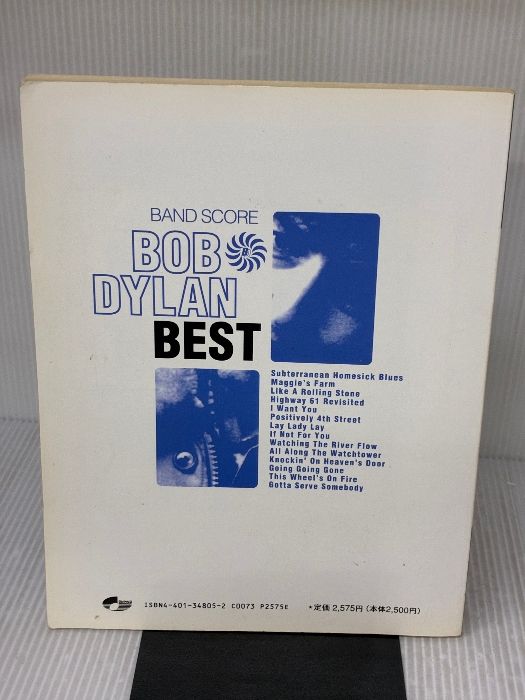 BAND SCORE
BOB
DYLAN
BEST
Subterranean Homesick Blues
Maggie's Farm
Like A Rolling Stone
Highway 61 Revisited
I Want You
Positively 4th Street
Lay Lady Lay
If Not For You
Watching The River Flow
All Along The Watchtower
Knockin' On Heaven's Door
Going Going Gone
This Wheel's On Fire
Gotta Serve Somebody
ISBN4-401-34805-2 C0073 P2575E
*定価2,575円(本体2,500円)